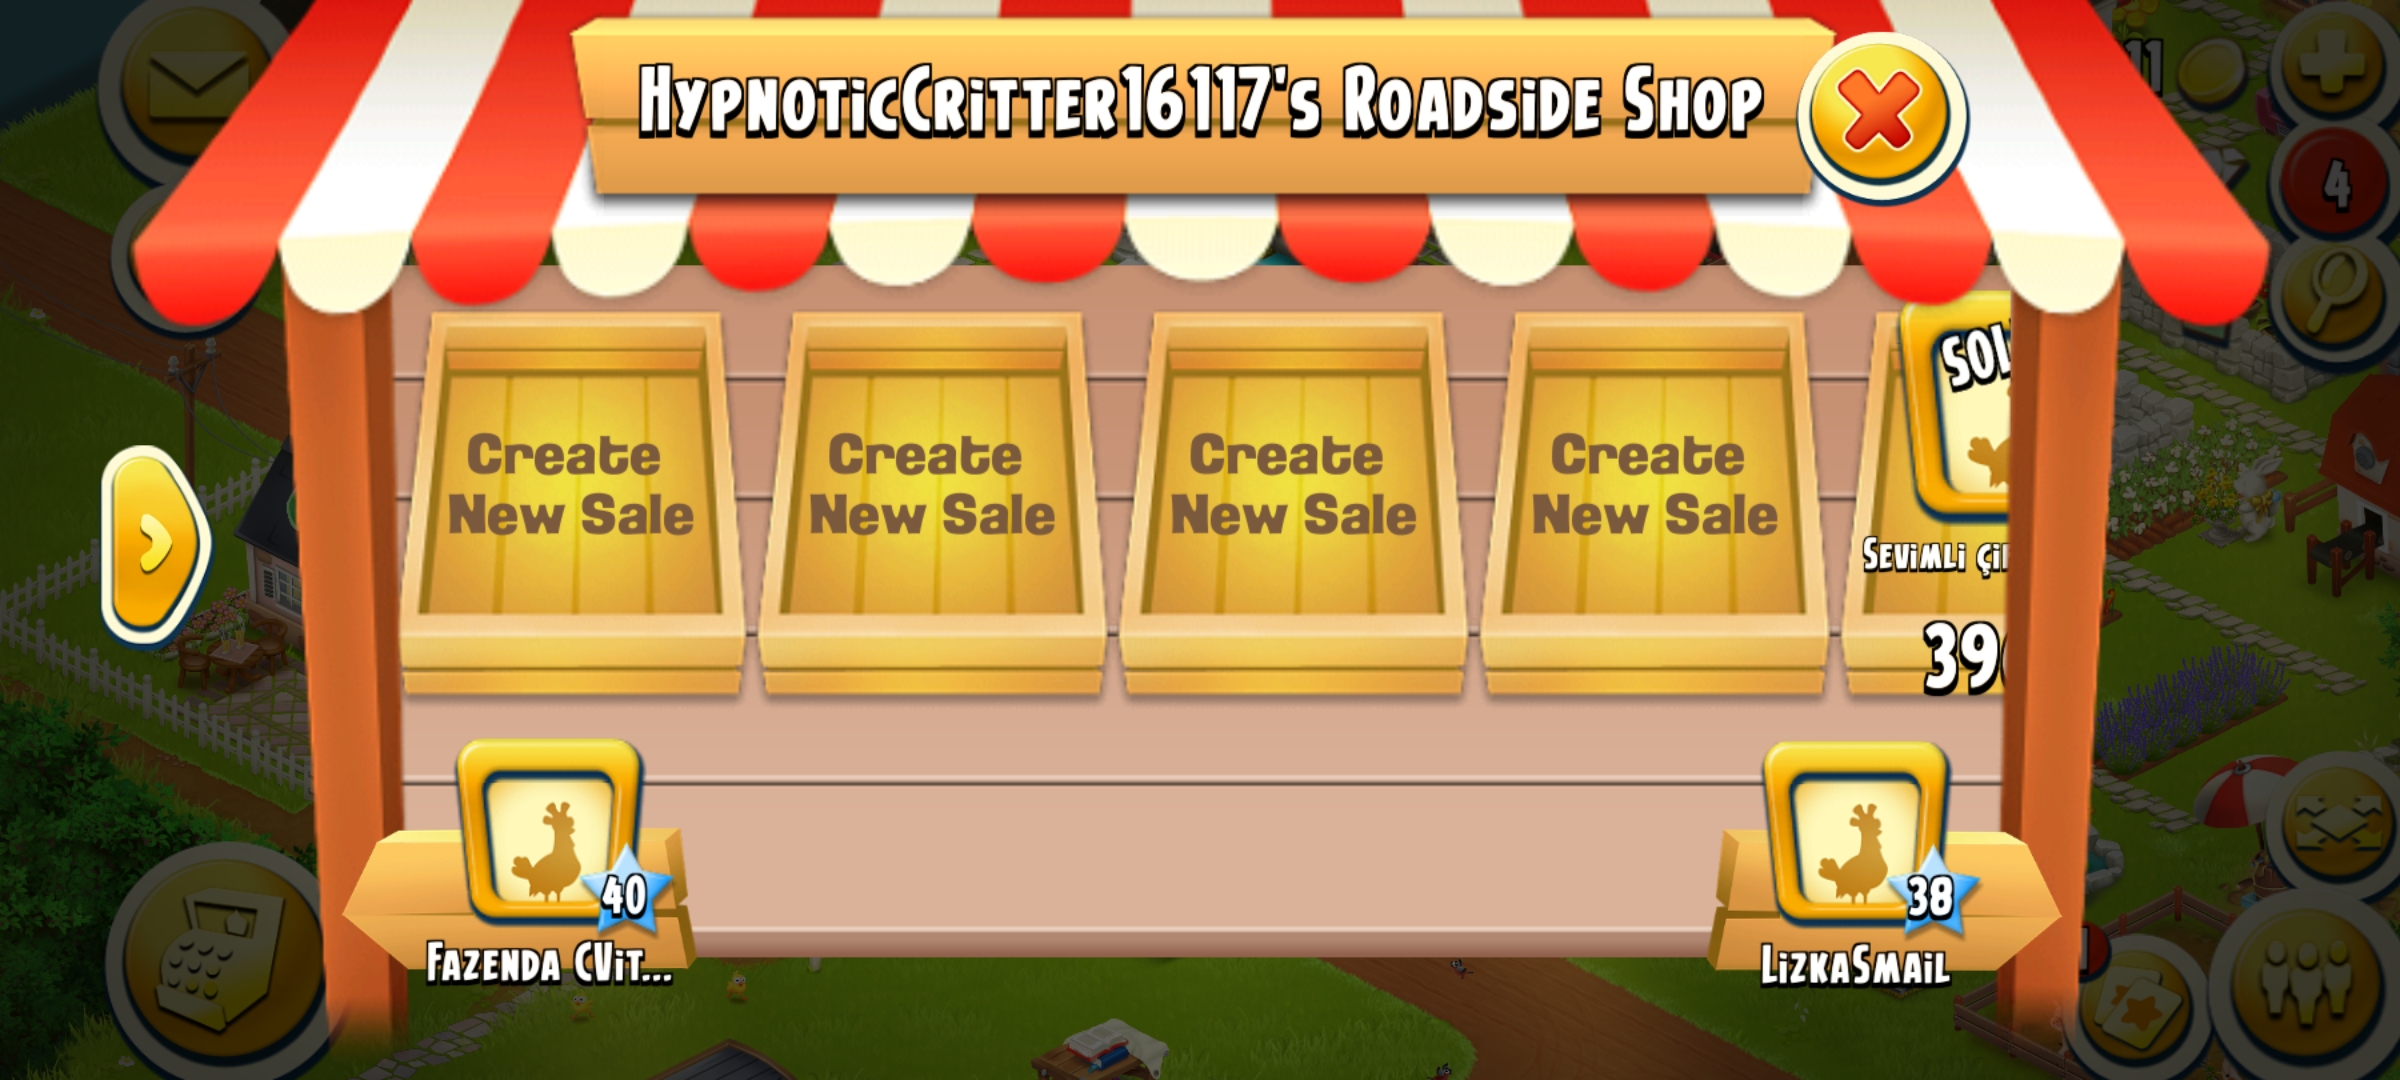 HypnoticCritter16117's Roadside Shop
11
4
Create
New Sale
Create
New Sale
Create
New Sale
Create
New Sale
Sevimli
40
Fazenda CVit...
38
LizkaSmail